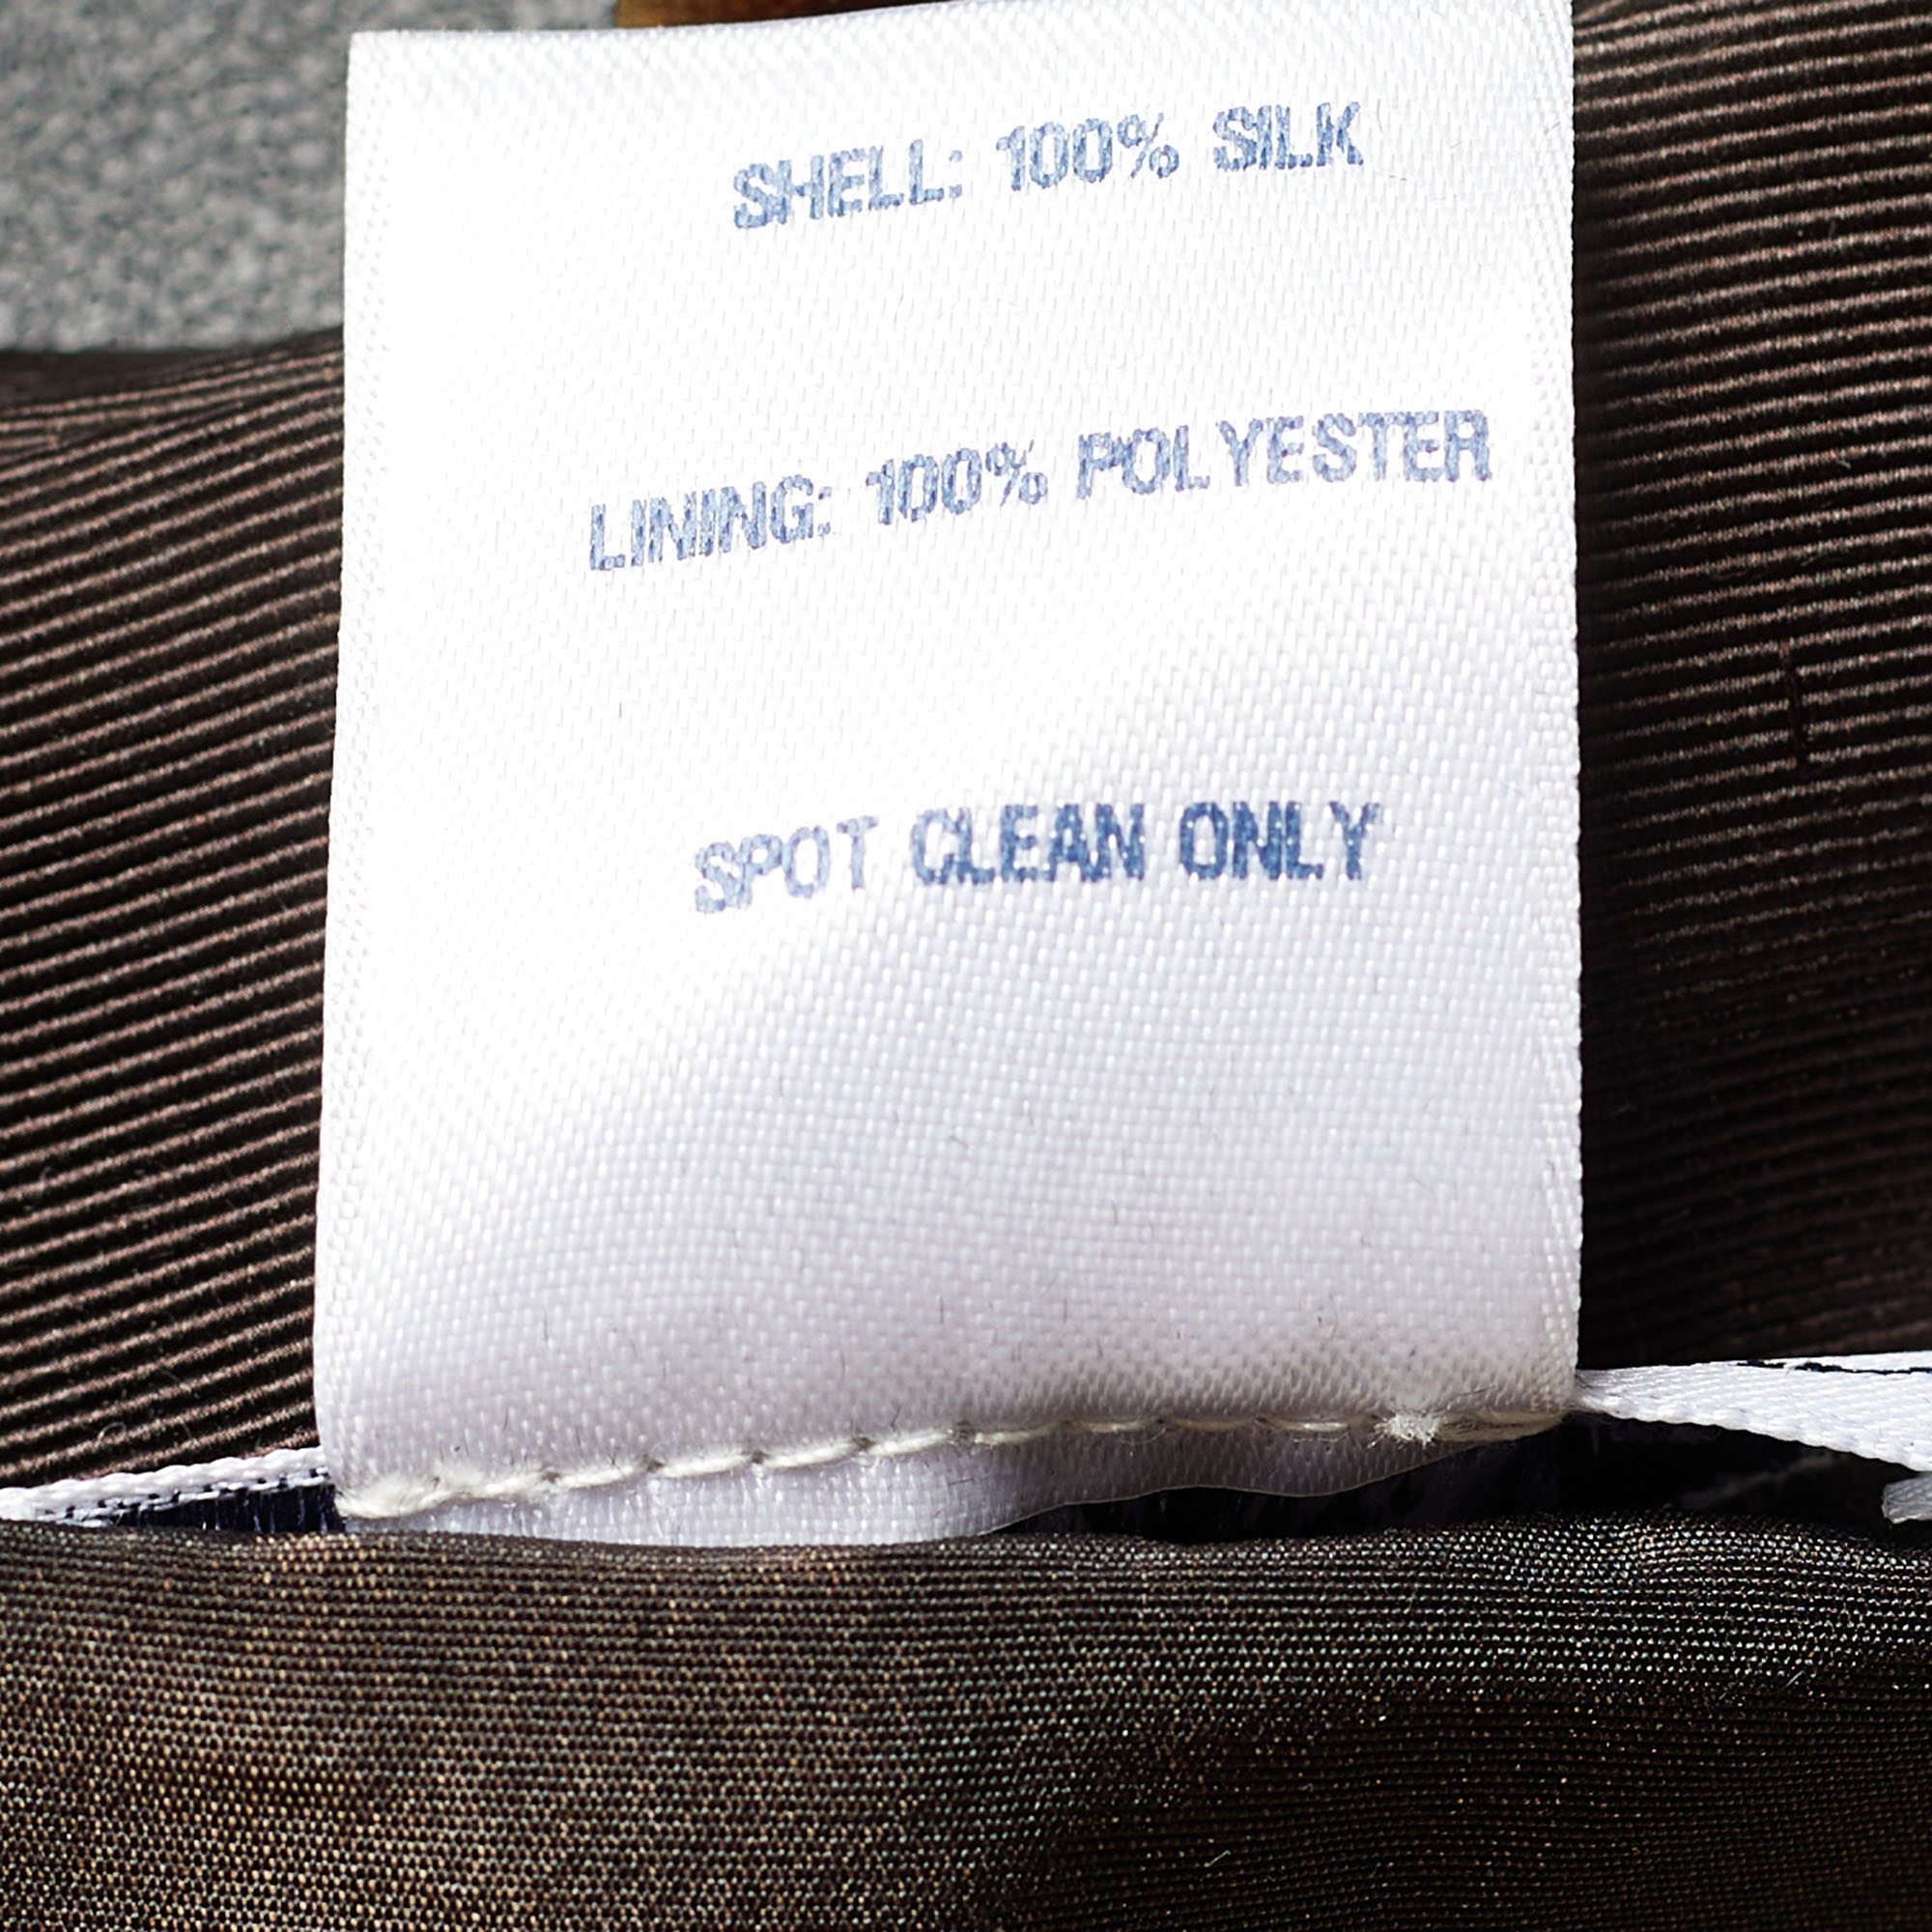 SHELL: 100% SILK
LINING: 100% POLYESTER
SPOT CLEAN ONLY